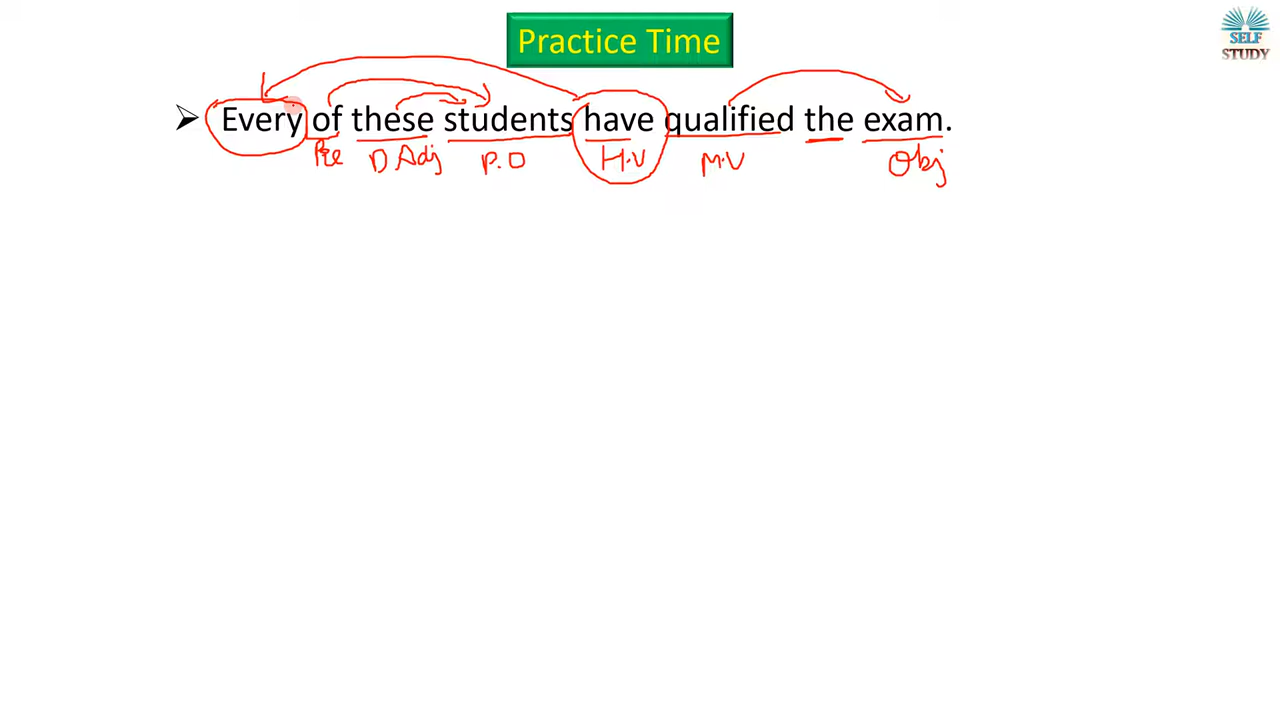 Practice Time
SELF
STUDY
➢ Every of these students have qualified the exam.
Pre D Adj P.O H.V M.V Obj